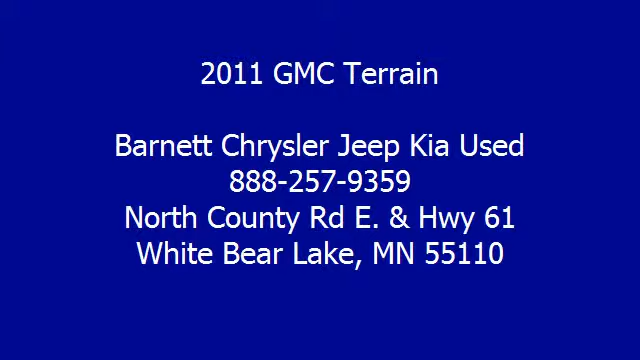 2011 GMC Terrain
Barnett Chrysler Jeep Kia Used
888-257-9359
North County Rd E. & Hwy 61
White Bear Lake, MN 55110